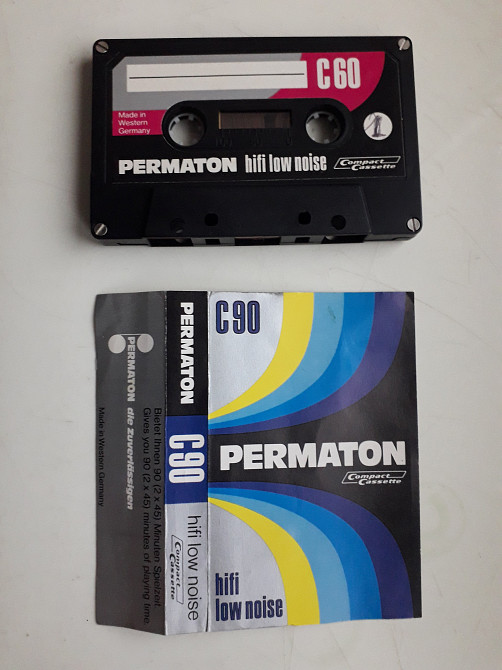 C60
Made in
Western
Germany
PERMATON hifi low noise Compact
Cassette
PERMATON die Zuverlässigen
Made in Western Germany
Bietet Ihnen 90 (2 x 45) Minuten Spielzeit.
Gives you 90 (2 x 45) minutes of playing time.
PERMATON
C90
hifi low noise
Compact
Cassette
C90
PERMATON
Compact
Cassette
hifi
low noise